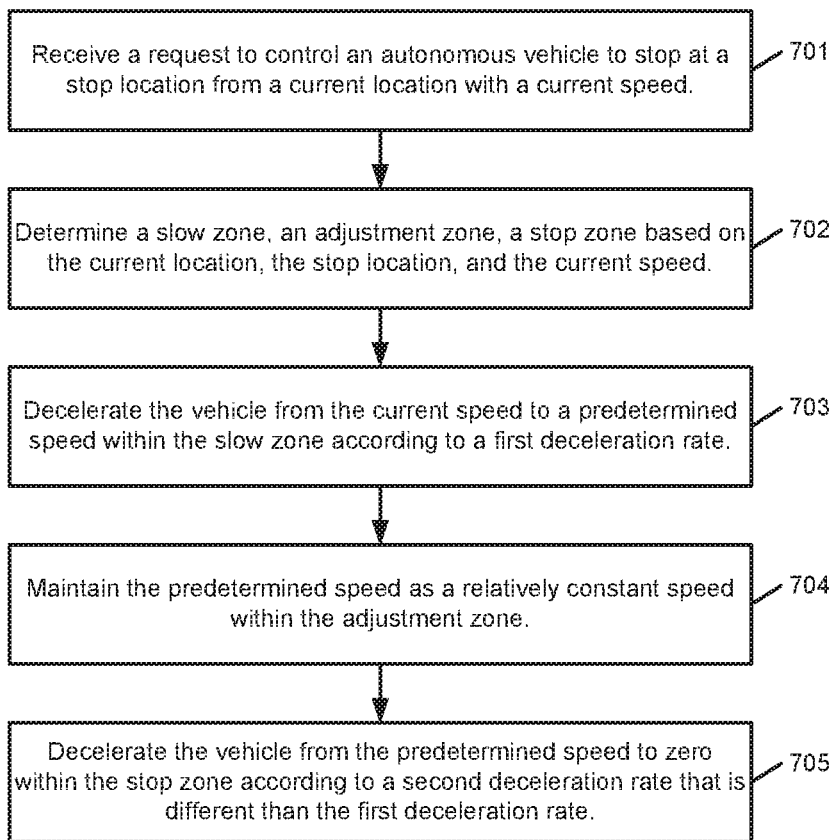 Receive a request to control an autonomous vehicle to stop at a
stop location from a current location with a current speed.
701
Determine a slow zone, an adjustment zone, a stop zone based on
the current location, the stop location, and the current speed.
702
Decelerate the vehicle from the current speed to a predetermined
speed within the slow zone according to a first deceleration rate.
703
Maintain the predetermined speed as a relatively constant speed
within the adjustment zone.
704
Decelerate the vehicle from the predetermined speed to zero
within the stop zone according to a second deceleration rate that is
different than the first deceleration rate.
705